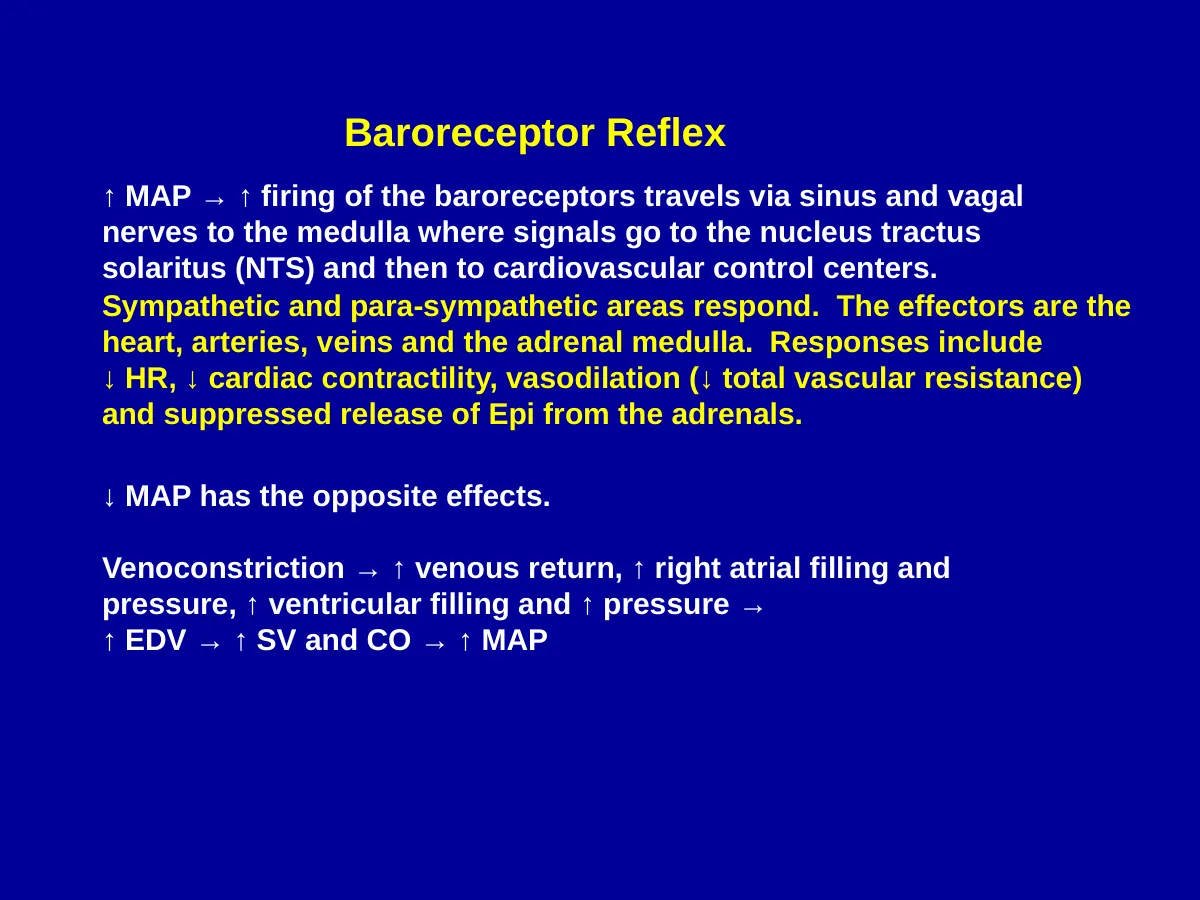 Baroreceptor Reflex
↑ MAP → ↑ firing of the baroreceptors travels via sinus and vagal
nerves to the medulla where signals go to the nucleus tractus
solaritus (NTS) and then to cardiovascular control centers.
Sympathetic and para-sympathetic areas respond.  The effectors are the
heart, arteries, veins and the adrenal medulla.  Responses include
↓ HR, ↓ cardiac contractility, vasodilation (↓ total vascular resistance)
and suppressed release of Epi from the adrenals.
↓ MAP has the opposite effects.
Venoconstriction → ↑ venous return, ↑ right atrial filling and
pressure, ↑ ventricular filling and ↑ pressure →
↑ EDV → ↑ SV and CO → ↑ MAP